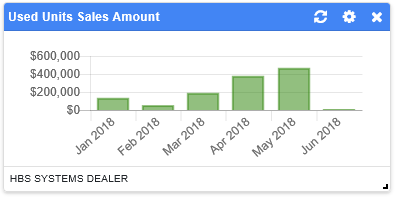 Used Units Sales Amount
$600,000
$400,000
$200,000
$0
Jan 2018
Feb 2018
Mar 2018
Apr 2018
May 2018
Jun 2018
HBS SYSTEMS DEALER